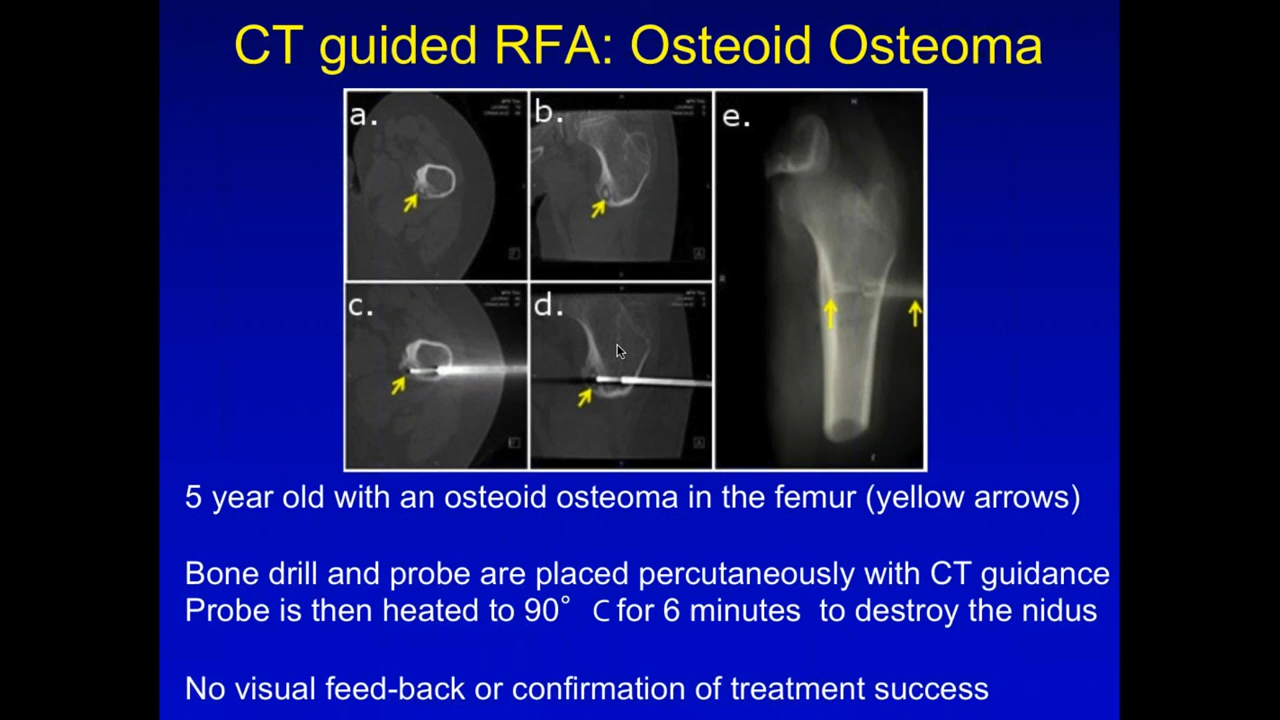 CT guided RFA: Osteoid Osteoma
a.
b.
e.
c.
d.
5 year old with an osteoid osteoma in the femur (yellow arrows)
Bone drill and probe are placed percutaneously with CT guidance
Probe is then heated to 90° C for 6 minutes to destroy the nidus
No visual feed-back or confirmation of treatment success